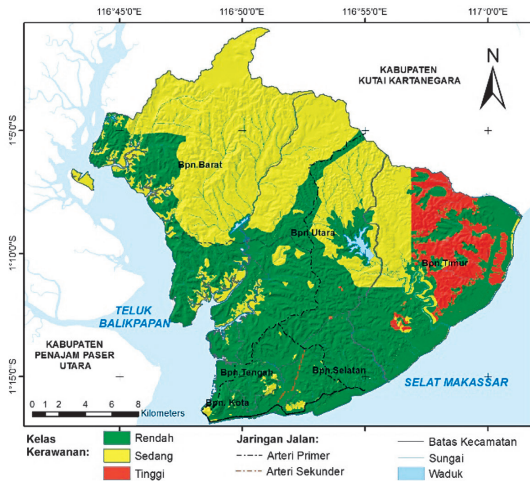 116°45'0"E 116°50'0"E 116°55'0"E 117°0'0"E
KABUPATEN
KUTAI KARTANEGARA
N
1°5'0"S
Bpn.Barat
Bpn.Utara
1°10'0"S
Bpn.Timur
TELUK
BALIKPAPAN
KABUPATEN
PENAJAM PASER
UTARA
1°15'0"S
Bpn.Tengah
Bpn.Selatan
SELAT MAKASSAR
Bpn. Kota
0 2 4 6 8
Kilometers
Kelas
Kerawanan:
Rendah
Sedang
Tinggi
Jaringan Jalan:
Arteri Primer
Arteri Sekunder
Batas Kecamatan
Sungai
Waduk